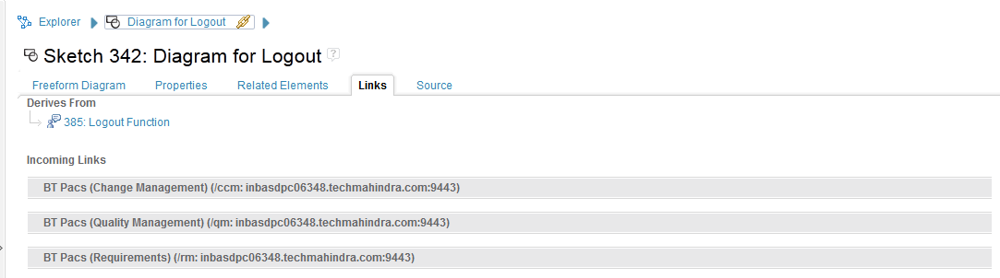 Explorer Diagram for Logout
Sketch 342: Diagram for Logout ?
Freeform Diagram Properties Related Elements Links Source
Derives From
385: Logout Function
Incoming Links
BT Pacs (Change Management) (/ccm: inbasdpc06348.techmahindra.com:9443)
BT Pacs (Quality Management) (/qm: inbasdpc06348.techmahindra.com:9443)
BT Pacs (Requirements) (/rm: inbasdpc06348.techmahindra.com:9443)